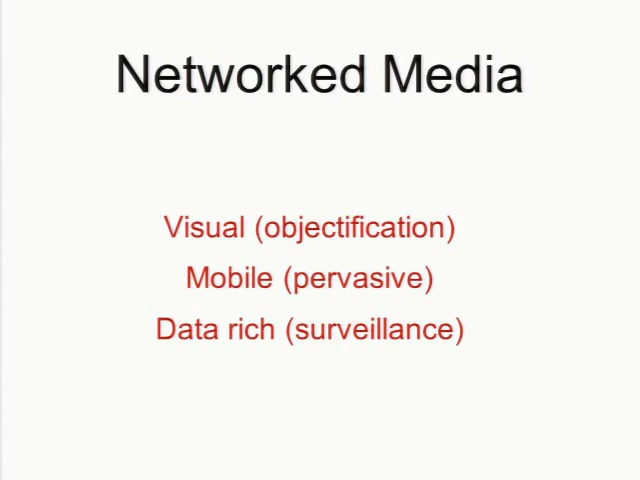 Networked Media
Visual (objectification)
Mobile (pervasive)
Data rich (surveillance)